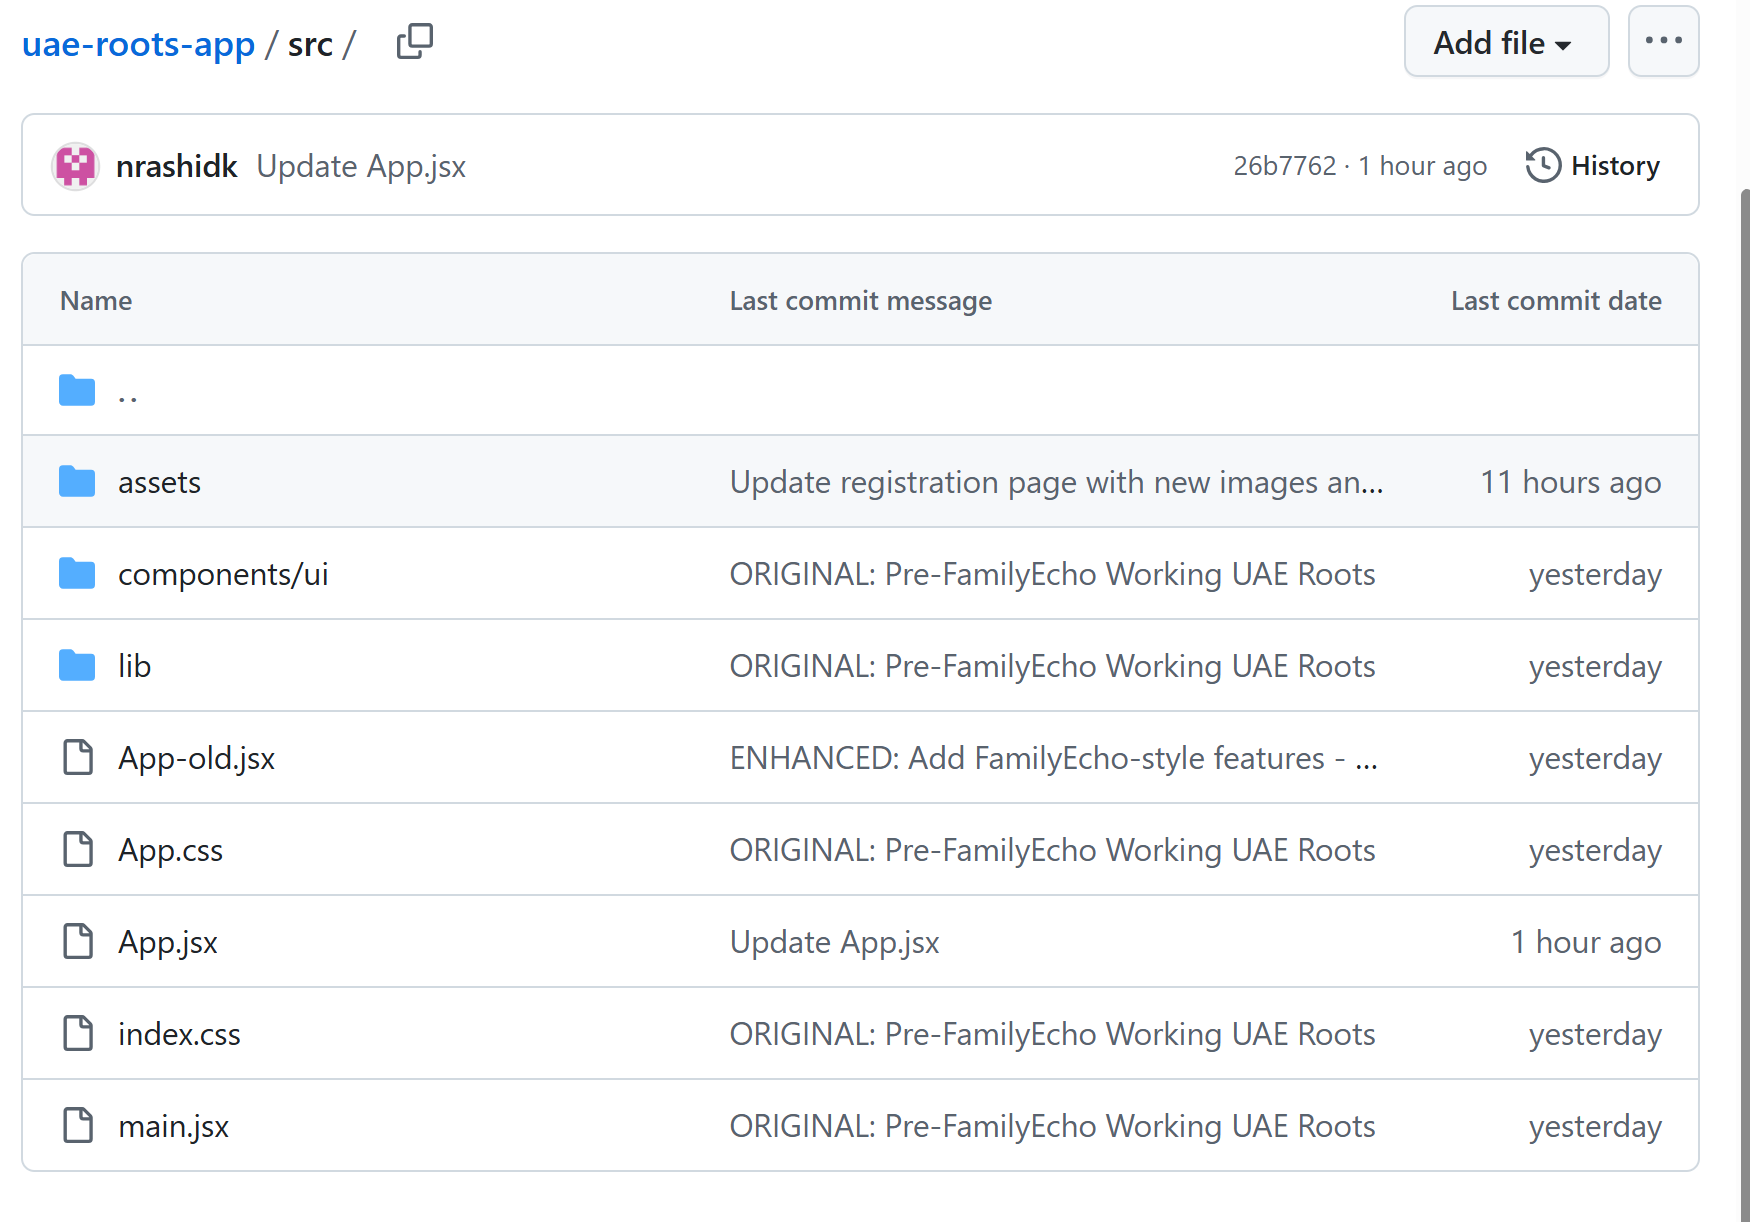 uae-roots-app / src /
Add file
nrashidk Update App.jsx 26b7762 · 1 hour ago History
Name Last commit message Last commit date
..
assets Update registration page with new images an... 11 hours ago
components/ui ORIGINAL: Pre-FamilyEcho Working UAE Roots yesterday
lib ORIGINAL: Pre-FamilyEcho Working UAE Roots yesterday
App-old.jsx ENHANCED: Add FamilyEcho-style features - ... yesterday
App.css ORIGINAL: Pre-FamilyEcho Working UAE Roots yesterday
App.jsx Update App.jsx 1 hour ago
index.css ORIGINAL: Pre-FamilyEcho Working UAE Roots yesterday
main.jsx ORIGINAL: Pre-FamilyEcho Working UAE Roots yesterday